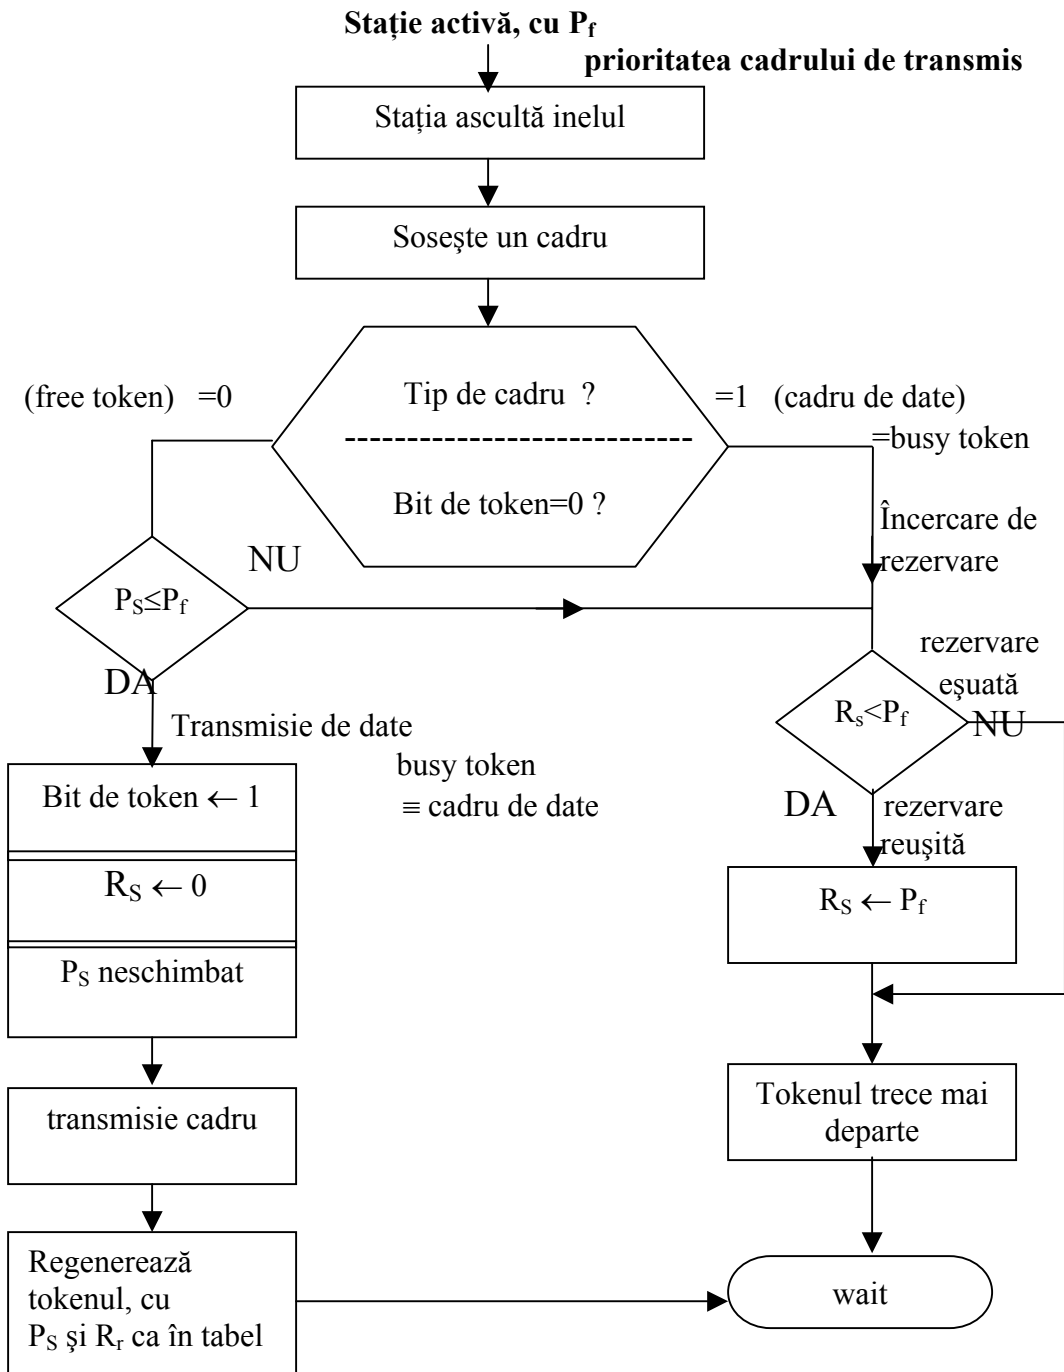 Stație activă, cu Pf
prioritatea cadrului de transmis
Stația ascultă inelul
Soseşte un cadru
(free token) =0
Tip de cadru ?
=1 (cadru de date)
=busy token
Bit de token=0 ?
Încercare de
rezervare
NU
PS≤Pf
DA
Transmisie de date
busy token
≡ cadru de date
rezervare
eşuată
Rs<Pf
NU
DA
rezervare
reuşită
Bit de token ← 1
RS ← 0
PS neschimbat
RS ← Pf
transmisie cadru
Tokenul trece mai
departe
Regenerează
tokenul, cu
PS şi Rr ca în tabel
wait